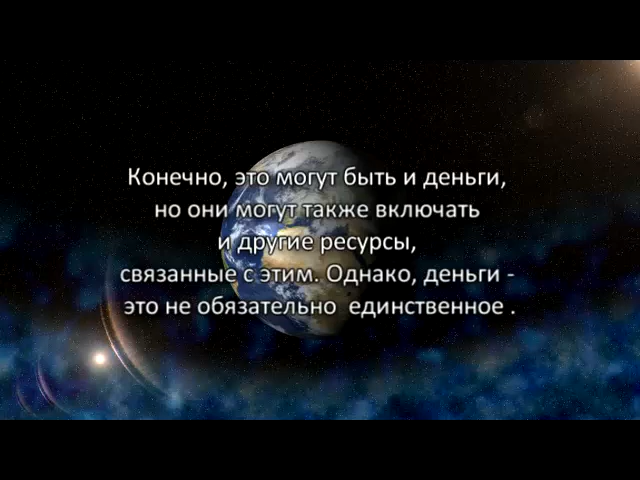 Конечно, это могут быть и деньги,
но они могут также включать
и другие ресурсы,
связанные с этим. Однако, деньги -
это не обязательно  единственное .